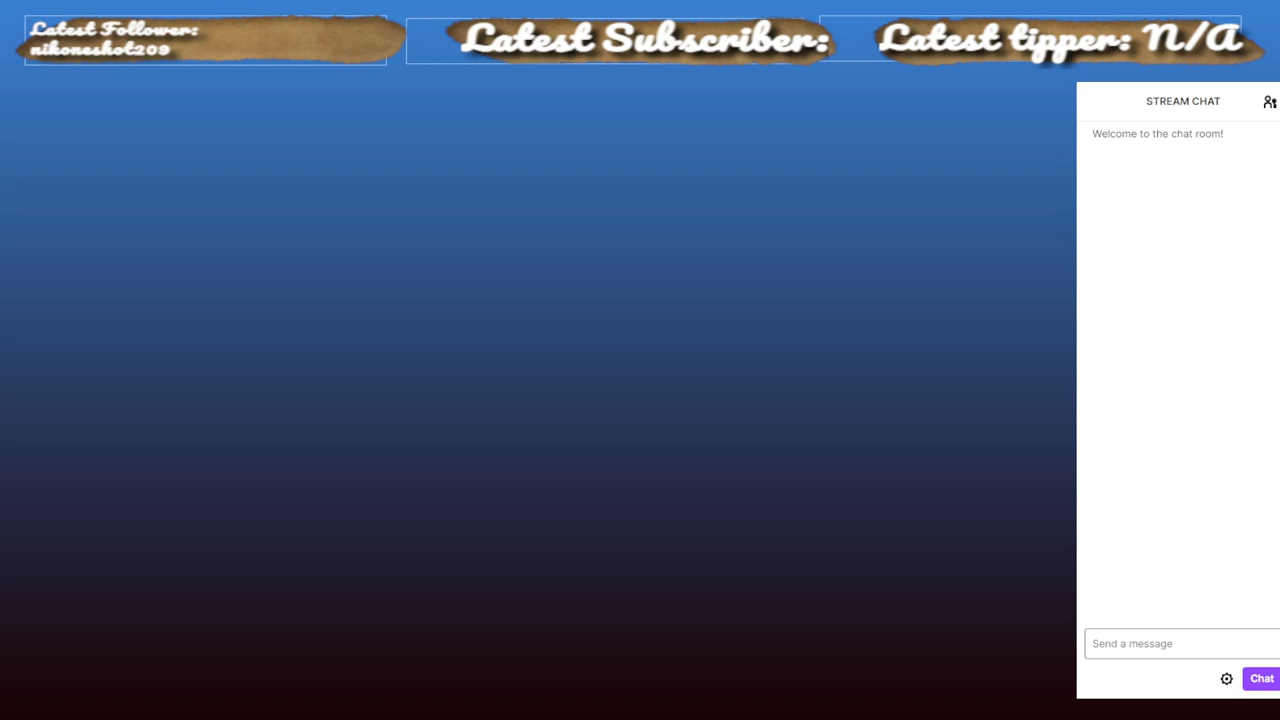 Latest Follower:
nikoneshot209
Latest Subscriber:
Latest tipper: N/A
STREAM CHAT
Welcome to the chat room!
Send a message
Chat